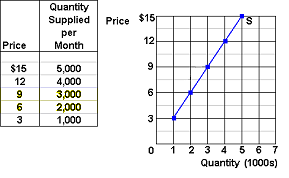 Quantity
Supplied
per
Price Month
$15 5,000
12 4,000
9 3,000
6 2,000
3 1,000
Price $15
S
12
9
6
3
0 1 2 3 4 5 6 7
Quantity (1000s)